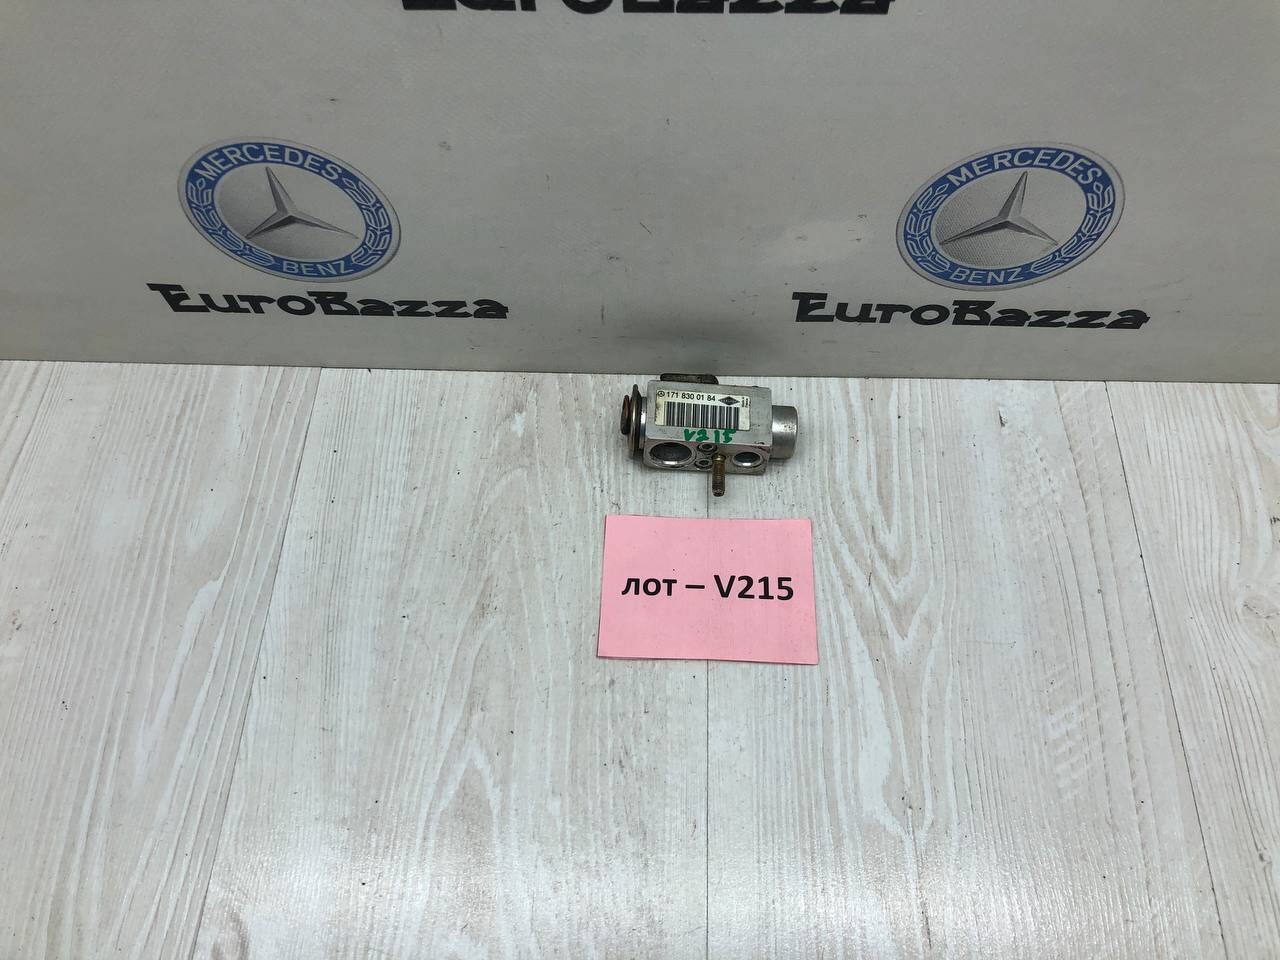 EuroBazza
MERCEDES
BENZ
EuroBazza
MERCEDES
BENZ
EuroBazza
171 830 01 84
V215
лот – V215